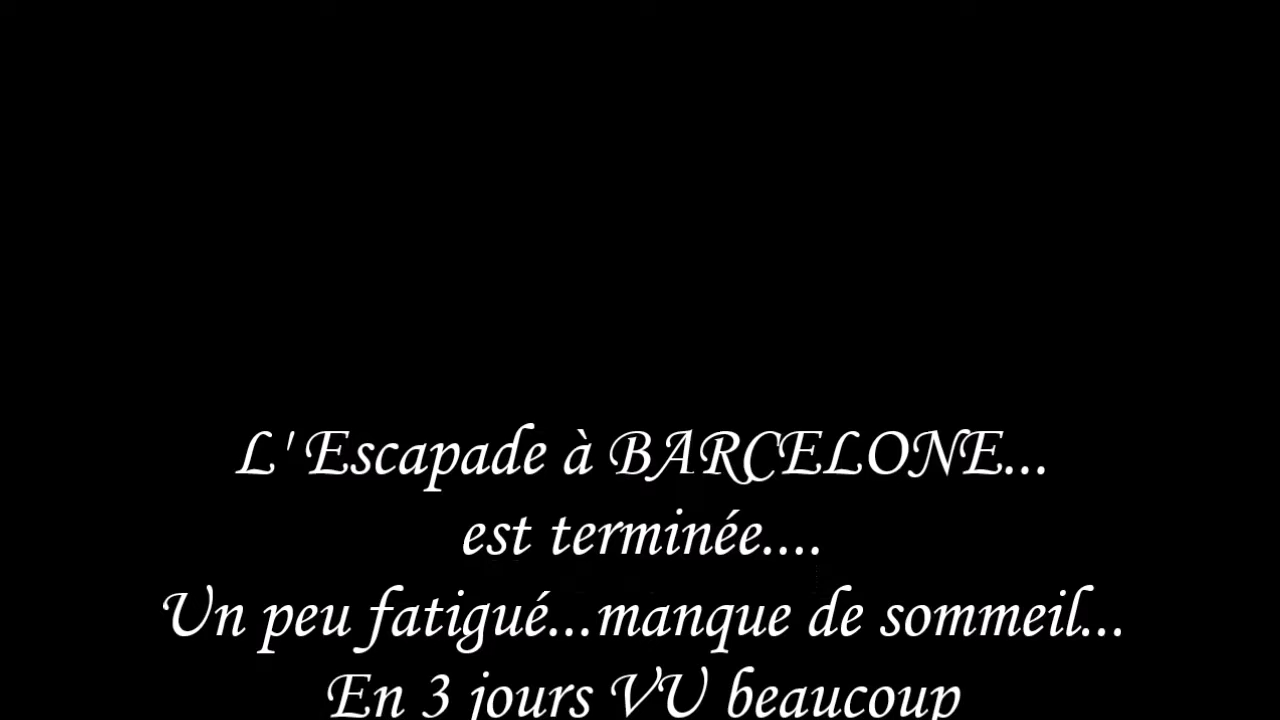 L' Escapade à BARCELONE...
est terminée....
Un peu fatigué...manque de sommeil...
En 3 jours VU beaucoup